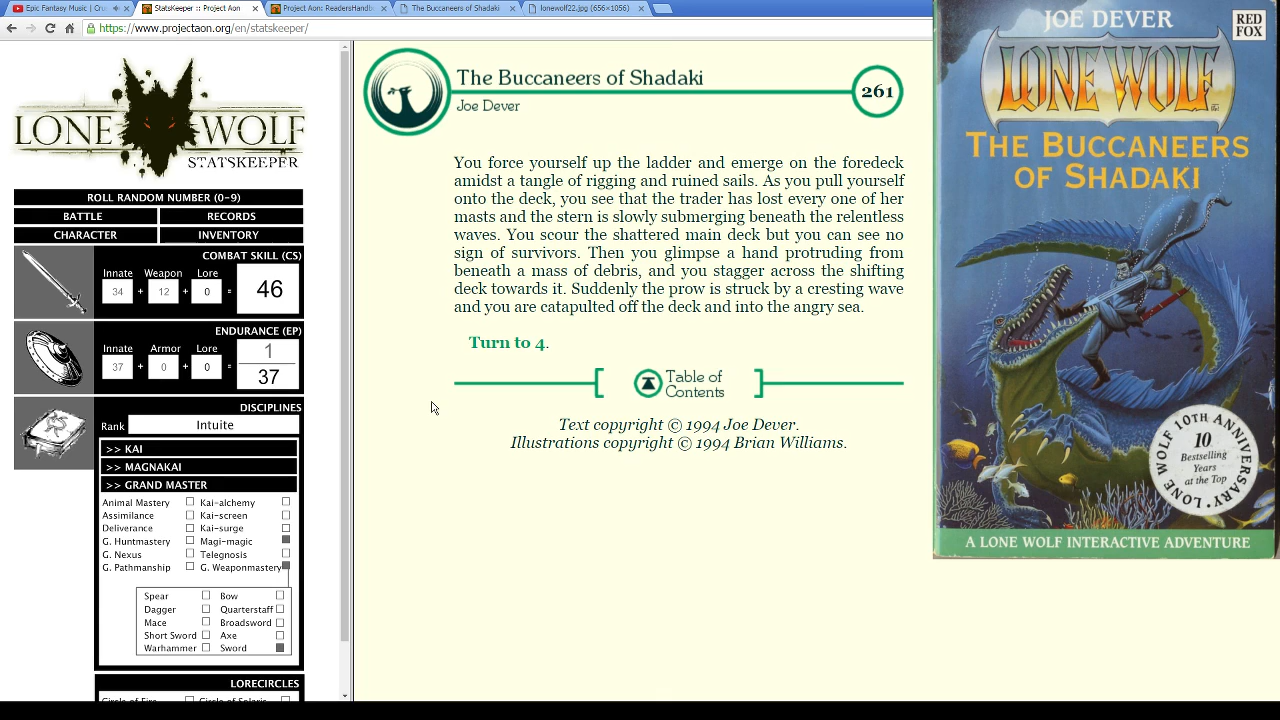 Epic Fantasy Music | Cru
StatsKeeper :: Project Aon
Project Aon: ReadersHandb
The Buccaneers of Shadaki
lonewolf22.jpg (656×1056)
https://www.projectaon.org/en/statskeeper/
LONE WOLF
STATSKEEPER
ROLL RANDOM NUMBER (0-9)
BATTLE RECORDS
CHARACTER INVENTORY
COMBAT SKILL (CS)
Innate Weapon Lore
34 + 12 + 0 = 46
ENDURANCE (EP)
Innate Armor Lore
37 + 0 + 0 = 1
37
DISCIPLINES
Rank Intuite
>> KAI
>> MAGNAKAI
>> GRAND MASTER
Animal Mastery Kai-alchemy
Assimilance Kai-screen
Deliverance Kai-surge
G. Huntmastery Magi-magic
G. Nexus Telegnosis
G. Pathmanship G. Weaponmastery
Spear Bow
Dagger Quarterstaff
Mace Broadsword
Short Sword Axe
Warhammer Sword
LORECIRCLES
Circle of Fire Circle of Solaris
The Buccaneers of Shadaki
261
Joe Dever
You force yourself up the ladder and emerge on the foredeck
amidst a tangle of rigging and ruined sails. As you pull yourself
onto the deck, you see that the trader has lost every one of her
masts and the stern is slowly submerging beneath the relentless
waves. You scour the shattered main deck but you can see no
sign of survivors. Then you glimpse a hand protruding from
beneath a mass of debris, and you stagger across the shifting
deck towards it. Suddenly the prow is struck by a cresting wave
and you are catapulted off the deck and into the angry sea.
Turn to 4.
Table of
Contents
Text copyright © 1994 Joe Dever.
Illustrations copyright © 1994 Brian Williams.
JOE DEVER
RED
FOX
LONE WOLF
THE BUCCANEERS
OF SHADAKI
LONE WOLF 10TH ANNIVERSARY
10
Bestselling
Years
at the Top
A LONE WOLF INTERACTIVE ADVENTURE